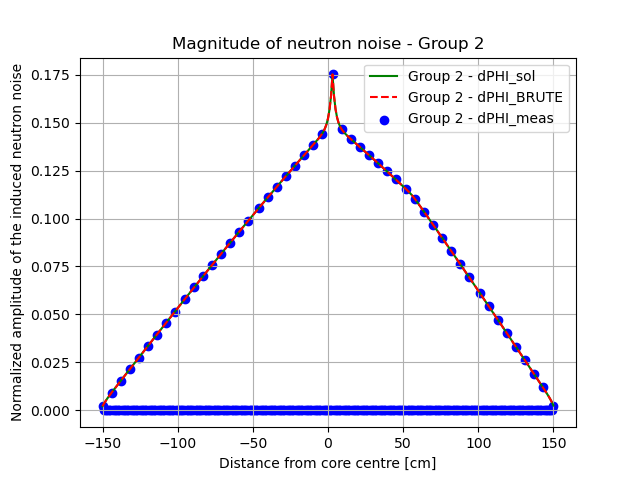 Magnitude of neutron noise - Group 2
Normalized amplitude of the induced neutron noise
0.175
0.150
0.125
0.100
0.075
0.050
0.025
0.000
Group 2 - dPHI_sol
Group 2 - dPHI_BRUTE
Group 2 - dPHI_meas
−150 −100 −50 0 50 100 150
Distance from core centre [cm]